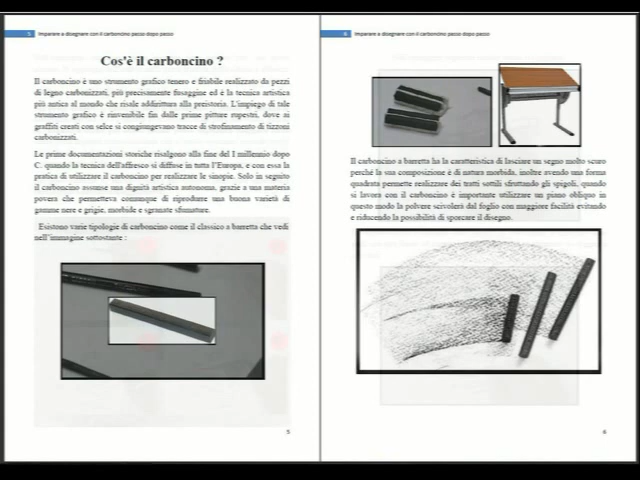 5 Imparare a disegnare con il carboncino passo dopo passo
Cos'è il carboncino ?
Il carboncino è uno strumento grafico tenero e friabile realizzato da pezzi
di legno carbonizzati, più precisamente fusaggine ed è la tecnica artistica
più antica al mondo che risale addirittura alla preistoria. L'impiego di tale
strumento grafico è rinvenibile fin dalle prime pitture rupestri, dove ai
graffiti creati con selce si congiungevano tracce di strofinamento di tizzoni
carbonizzati.
Le prime documentazioni storiche risalgono alla fine del I millennio dopo
C. quando la tecnica dell'affresco si diffuse in tutta l'Europa, e con essa la
pratica di utilizzare il carboncino per realizzare le sinopie. Solo in seguito
il carboncino assunse una dignità artistica autonoma, grazie a una materia
povera che permetteva comunque di riprodurre una buona varietà di
gamme nere e grigie, morbide e sgranate sfumature.
Esistono varie tipologie di carboncino come il classico a barretta che vedi
nell'immagine sottostante :
5
6 Imparare a disegnare con il carboncino passo dopo passo
Il carboncino a barretta ha la caratteristica di lasciare un segno molto scuro
perché la sua composizione è di natura morbida, inoltre avendo una forma
quadrata permette realizzare dei tratti sottili sfruttando gli spigoli, quando
si lavora con il carboncino è importante utilizzare un piano obliquo in
questo modo la polvere scivolerà dal foglio con maggiore facilità evitando
e riducendo la possibilità di sporcare il disegno.
6